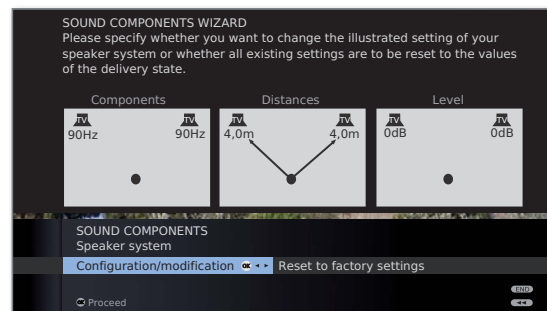 SOUND COMPONENTS WIZARD
Please specify whether you want to change the illustrated setting of your
speaker system or whether all existing settings are to be reset to the values
of the delivery state.
Components Distances Level
TV TV TV TV TV TV
90Hz 90Hz 4,0m 4,0m 0dB 0dB
SOUND COMPONENTS
Speaker system
Configuration/modification OK Reset to factory settings
END
OK Proceed